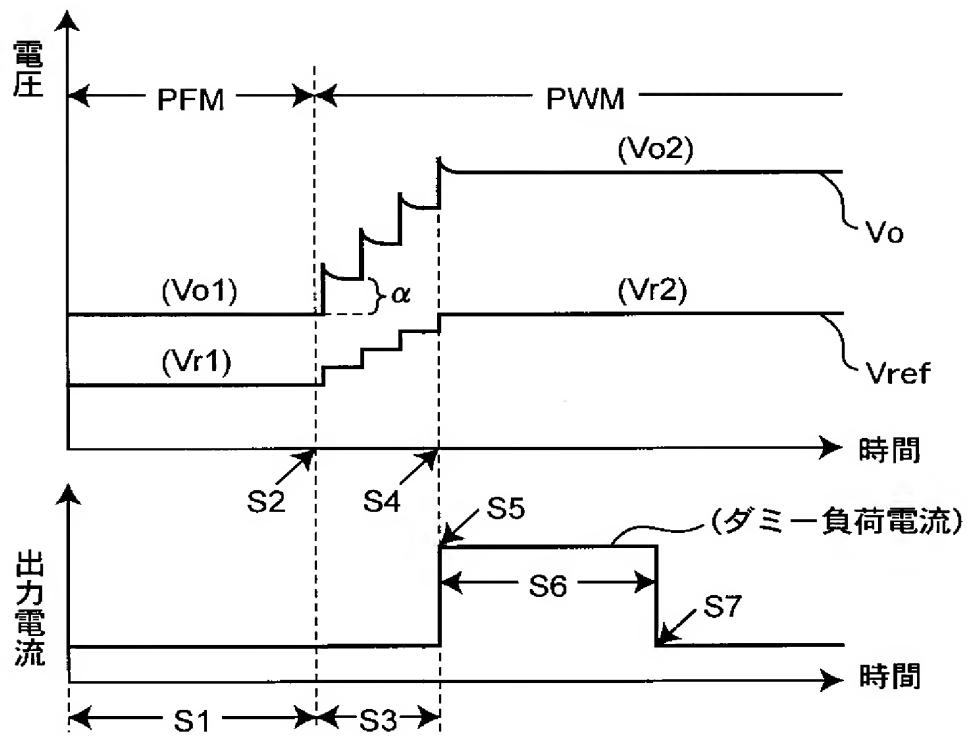 電圧
PFM
PWM
(Vo2)
Vo
(Vo1)
α
(Vr2)
(Vr1)
Vref
時間
S2
S4
S5
(ダミー負荷電流)
S6
S7
出力電流
時間
S1
S3